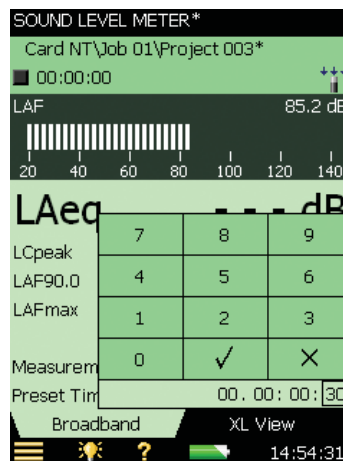 SOUND LEVEL METER*
Card NT\Job 01\Project 003*
00:00:00
LAF 85.2 dB
20 40 60 80 100 120 140
LAeq - - - dB
LCpeak
LAF90.0
LAFmax
7 8 9
4 5 6
1 2 3
0
Measurem
Preset Tim 00. 00: 00: 30
Broadband XL View
? 14:54:31